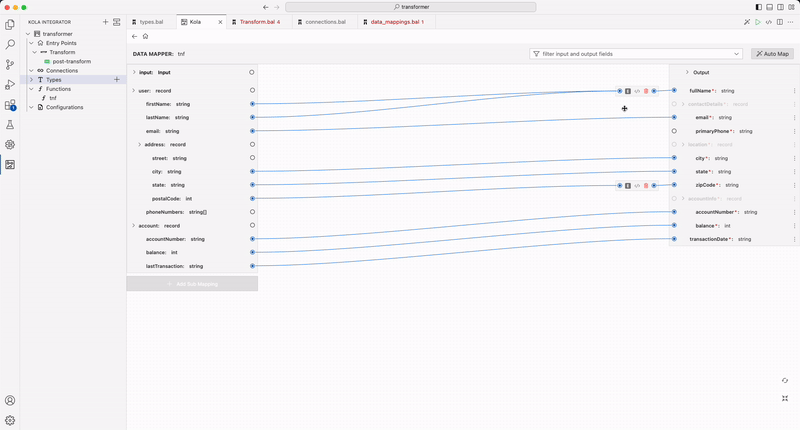 transformer
KOLA INTEGRATOR
transformer
Entry Points
Transform
post-transform
Connections
Types
Functions
tnf
Configurations
types.bal
Kola
Transform.bal 4
connections.bal
data_mappings.bal 1
DATA MAPPER: tnf
filter input and output fields
Auto Map
input: Input
user: record
firstName: string
lastName: string
email: string
address: record
street: string
city: string
state: string
postalCode: int
phoneNumbers: string[]
account: record
accountNumber: string
balance: int
lastTransaction: string
Add Sub Mapping
Output
fullName*: string
contactDetails*: record
email*: string
primaryPhone*: string
location*: record
city*: string
state*: string
zipCode*: string
accountInfo*: record
accountNumber*: string
balance*: int
transactionDate*: string